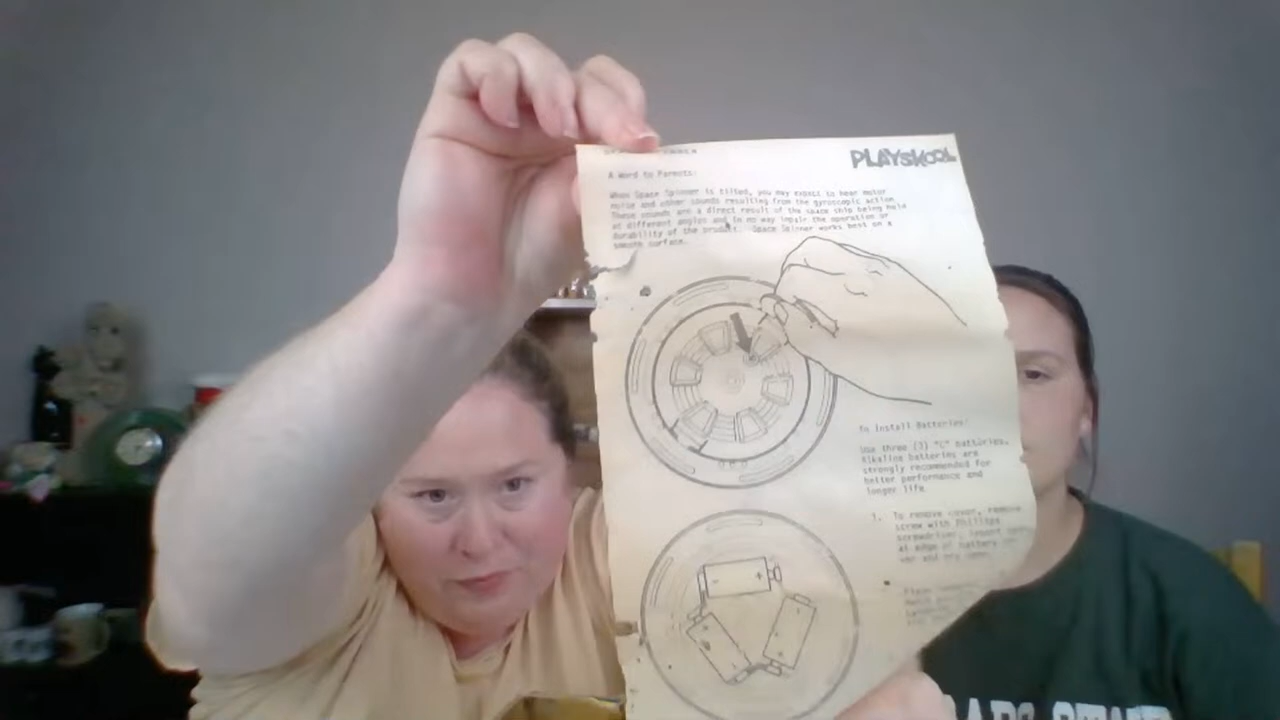 PLAYSKOOL
A Word to Parents:
When Space Spinner is tilted, you may expect to hear motor
noise and other sounds resulting from the gyroscopic action.
These sounds are a direct result of the space ship being held
at different angles and in no way impair the operation or
durability of the product. Space Spinner works best on a
smooth surface.
To Install Batteries:
Use three (3) "C" batteries.
Alkaline batteries are
strongly recommended for
better performance and
longer life.
1. To remove cover, remove
screw with Phillips
screwdriver,
at edge of battery